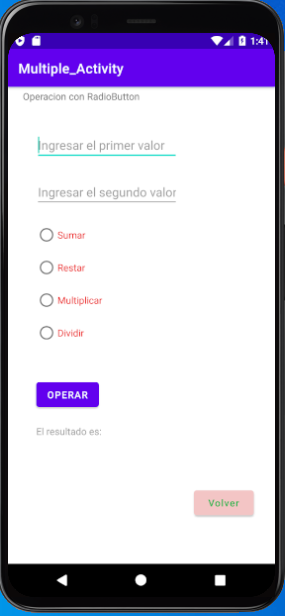 1:41
Multiple_Activity
Operacion con RadioButton
Ingresar el primer valor
Ingresar el segundo valor
Sumar
Restar
Multiplicar
Dividir
OPERAR
El resultado es:
Volver